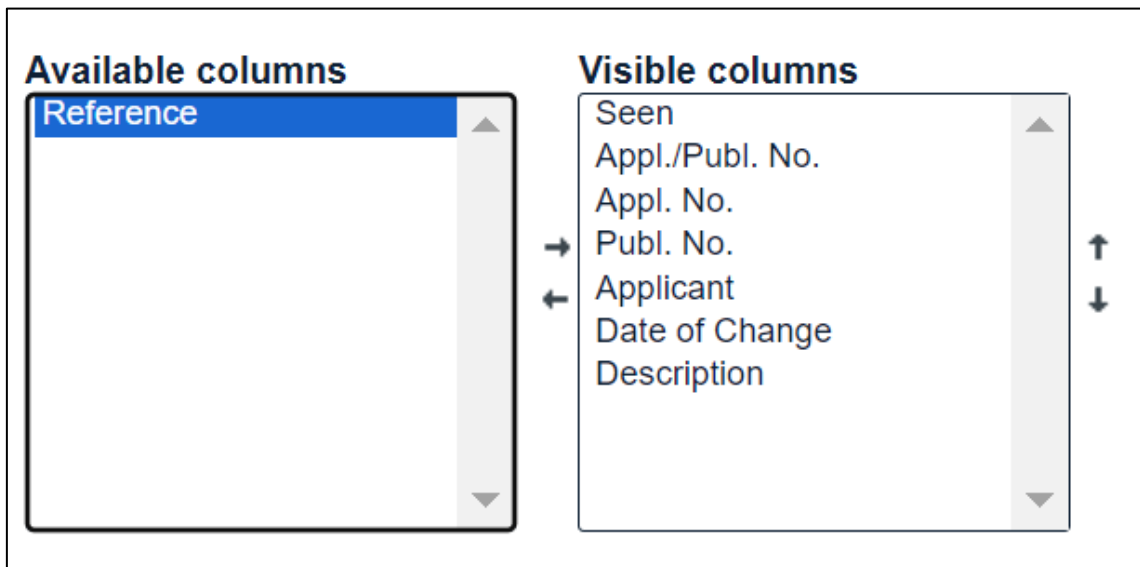 Available columns
Reference
Visible columns
Seen
Appl./Publ. No.
Appl. No.
Publ. No.
Applicant
Date of Change
Description